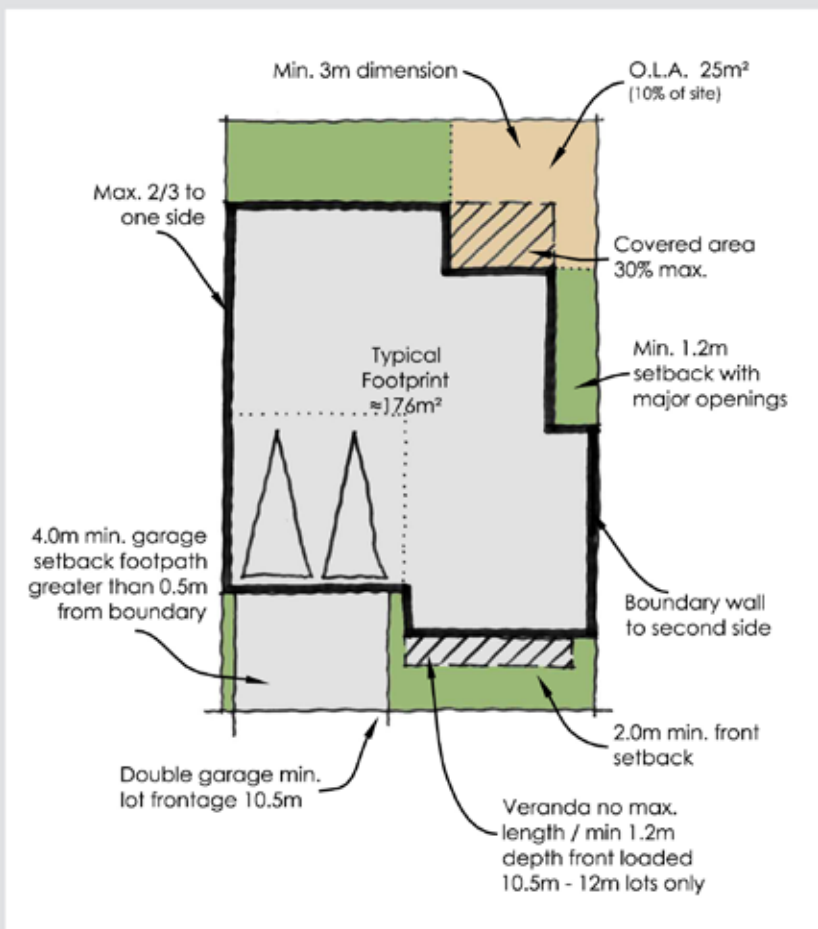 Min. 3m dimension
O.L.A. 25m²
(10% of site)
Max. 2/3 to
one side
Covered area
30% max.
Typical
Footprint
≈176m²
Min. 1.2m
setback with
major openings
4.0m min. garage
setback footpath
greater than 0.5m
from boundary
Boundary wall
to second side
2.0m min. front
setback
Double garage min.
lot frontage 10.5m
Veranda no max.
length / min 1.2m
depth front loaded
10.5m - 12m lots only